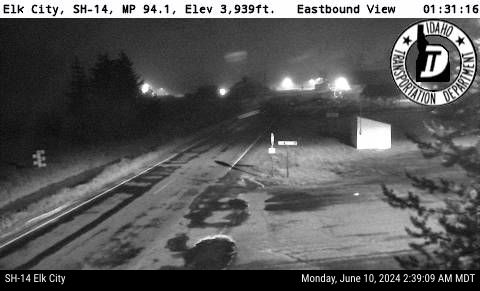 Elk City, SH-14, MP 94.1, Elev 3,939ft. Eastbound View 01:31:16
IDAHO
TRANSPORTATION DEPARTMENT
SH-14 Elk City Monday, June 10, 2024 2:39:09 AM MDT